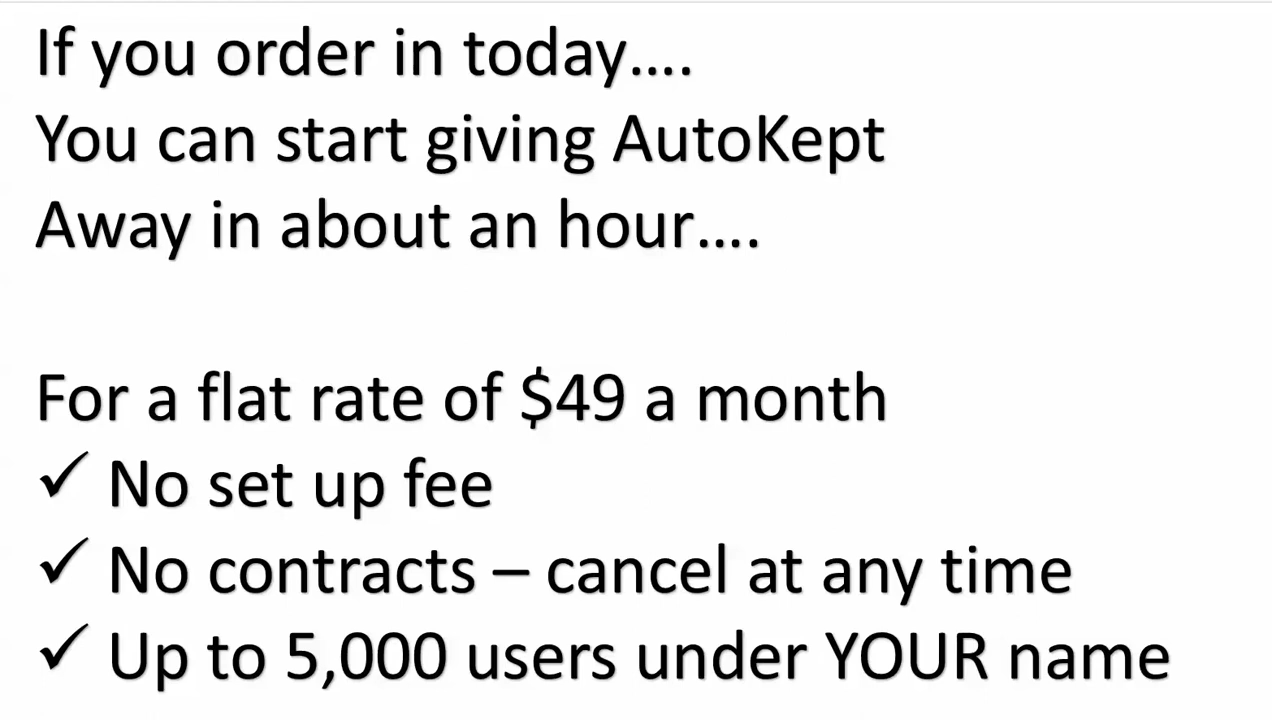 If you order in today....
You can start giving AutoKept
Away in about an hour....
For a flat rate of $49 a month
✓ No set up fee
✓ No contracts – cancel at any time
✓ Up to 5,000 users under YOUR name